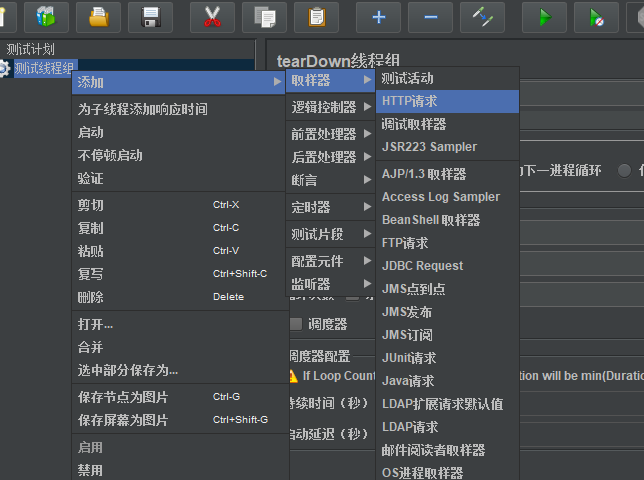 测试计划
测试线程组
tearDown线程组
添加
为子线程添加响应时间
启动
不停顿启动
验证
剪切 Ctrl-X
复制 Ctrl-C
粘贴 Ctrl-V
复写 Ctrl+Shift-C
删除 Delete
打开...
合并
选中部分保存为...
保存节点为图片 Ctrl-G
保存屏幕为图片 Ctrl+Shift-G
启用
禁用
取样器
逻辑控制器
前置处理器
后置处理器
断言
定时器
测试片段
配置元件
监听器
测试活动
HTTP请求
调试取样器
JSR223 Sampler
AJP/1.3 取样器
Access Log Sampler
BeanShell 取样器
FTP请求
JDBC Request
JMS点到点
JMS发布
JMS订阅
JUnit请求
Java请求
LDAP扩展请求默认值
LDAP请求
邮件阅读者取样器
OS进程取样器
下一进程循环
调度器
调度器配置
If Loop Count
tion will be min(Duration
持续时间（秒）
启动延迟（秒）